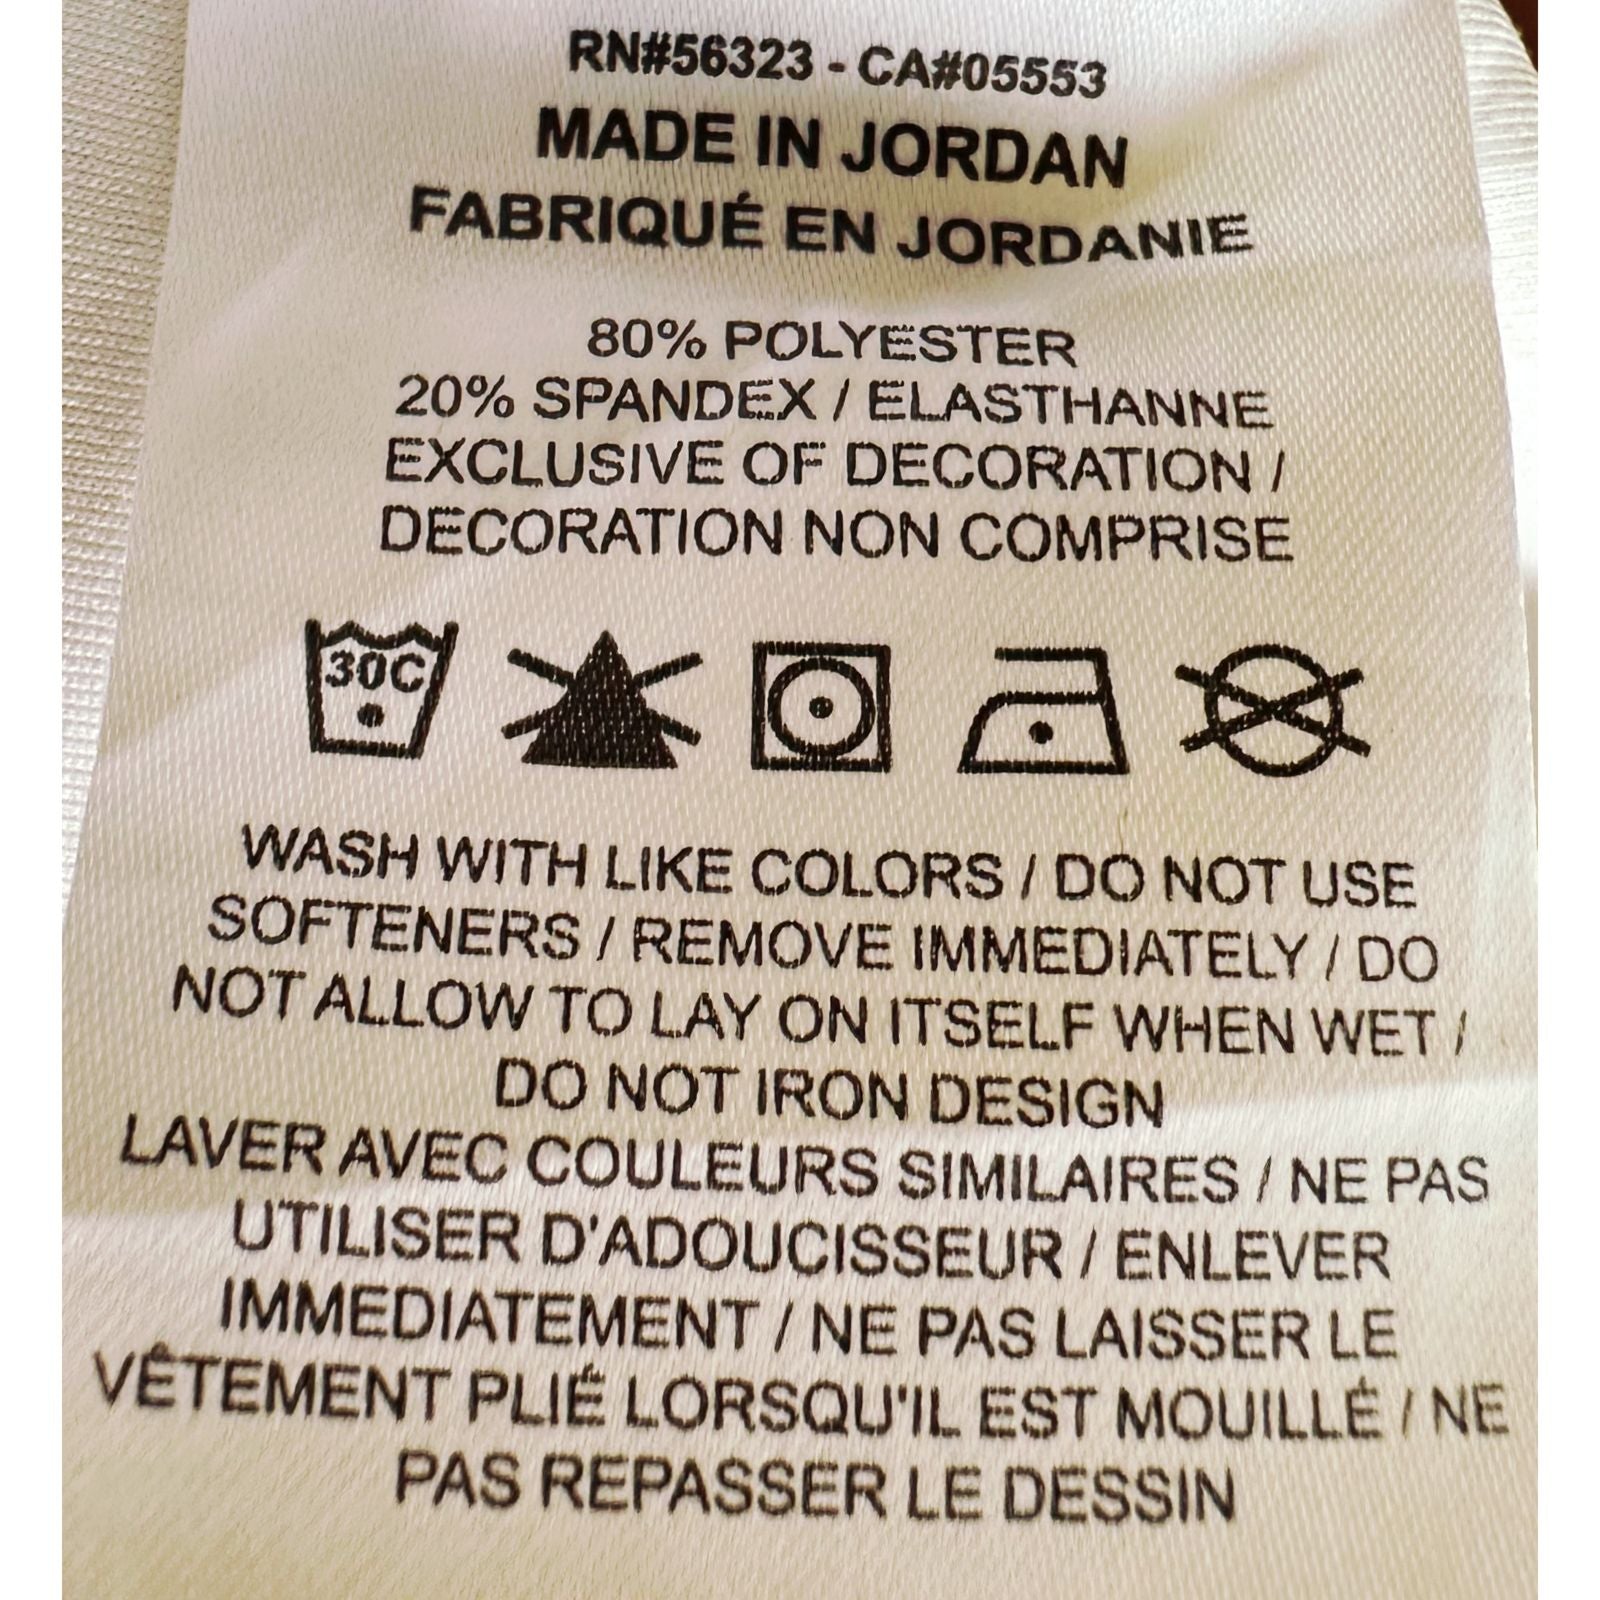 RN#56323 - CA#05553
MADE IN JORDAN
FABRIQUÉ EN JORDANIE
80% POLYESTER
20% SPANDEX / ELASTHANNE
EXCLUSIVE OF DECORATION /
DECORATION NON COMPRISE
30C
WASH WITH LIKE COLORS / DO NOT USE
SOFTENERS / REMOVE IMMEDIATELY / DO
NOT ALLOW TO LAY ON ITSELF WHEN WET /
DO NOT IRON DESIGN
LAVER AVEC COULEURS SIMILAIRES / NE PAS
UTILISER D'ADOUCISSEUR / ENLEVER
IMMEDIATEMENT / NE PAS LAISSER LE
VÊTEMENT PLIÉ LORSQU'IL EST MOUILLÉ / NE
PAS REPASSER LE DESSIN